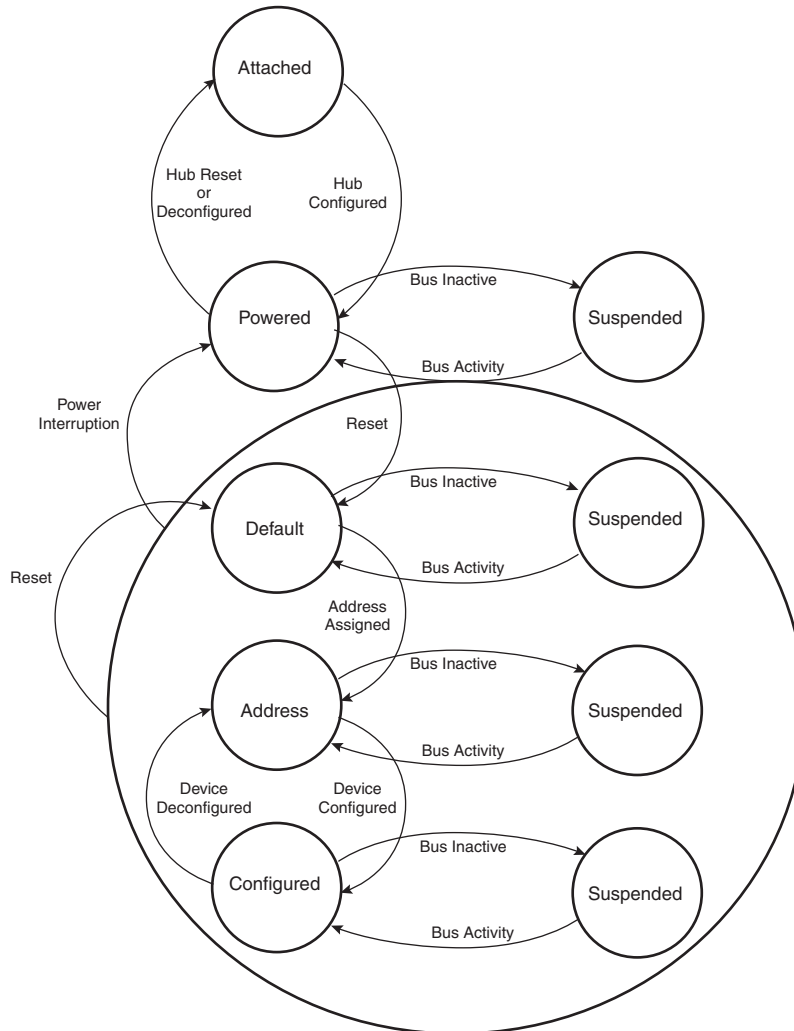 Attached
Hub Reset
or
Deconfigured
Hub
Configured
Powered
Bus Inactive
Suspended
Bus Activity
Power
Interruption
Reset
Default
Bus Inactive
Suspended
Bus Activity
Reset
Address
Assigned
Address
Bus Inactive
Suspended
Bus Activity
Device
Deconfigured
Device
Configured
Configured
Bus Inactive
Suspended
Bus Activity